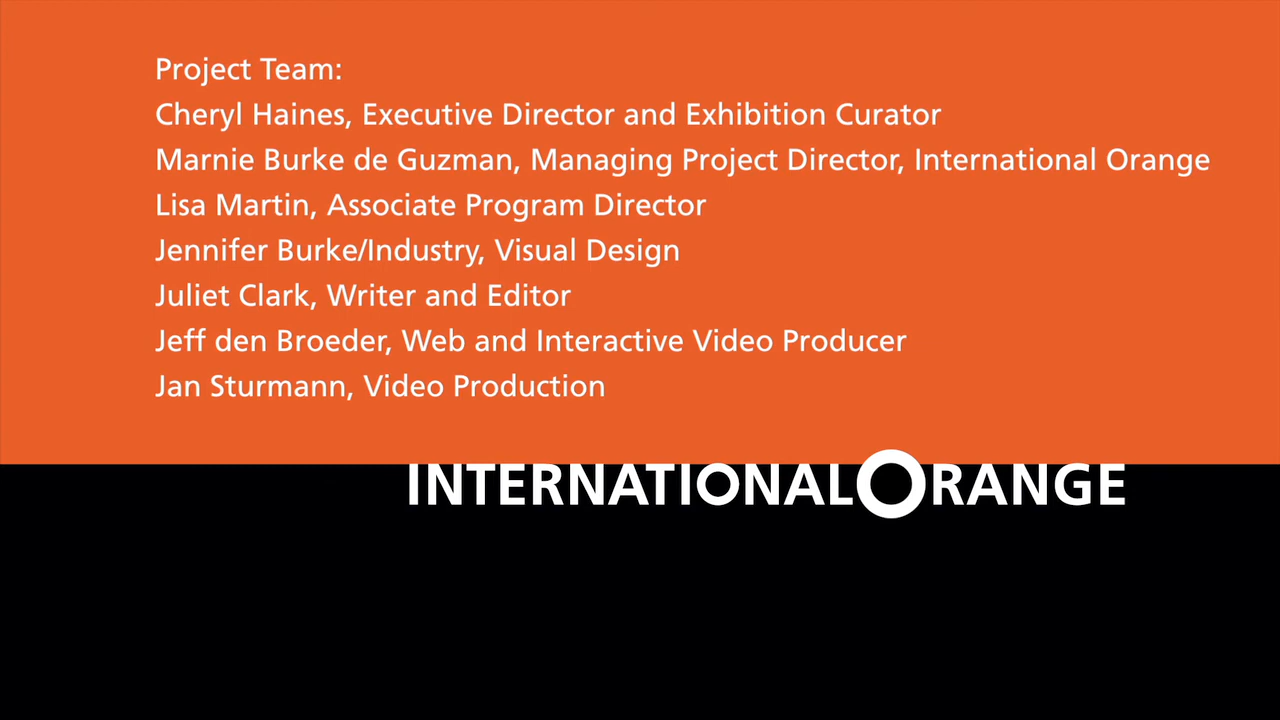 Project Team:
Cheryl Haines, Executive Director and Exhibition Curator
Marnie Burke de Guzman, Managing Project Director, International Orange
Lisa Martin, Associate Program Director
Jennifer Burke/Industry, Visual Design
Juliet Clark, Writer and Editor
Jeff den Broeder, Web and Interactive Video Producer
Jan Sturmann, Video Production
INTERNATIONAL ORANGE